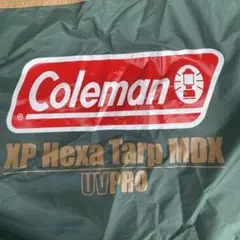 Coleman
XP Hexa Tarp MDX
UVPRO